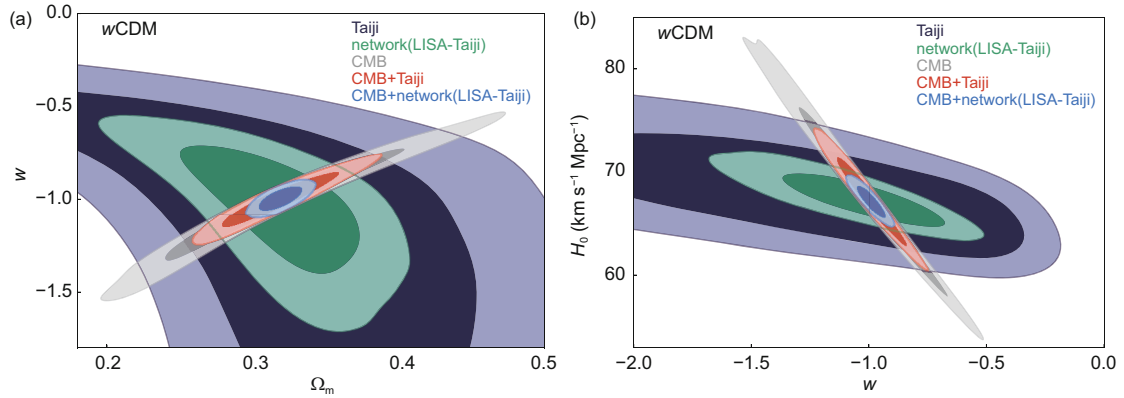 (a)
wCDM
Taiji
network(LISA-Taiji)
CMB
CMB+Taiji
CMB+network(LISA-Taiji)
0.0
−0.5
−1.0
−1.5
w
0.2
0.3
0.4
0.5
Ωm
(b)
wCDM
Taiji
network(LISA-Taiji)
CMB
CMB+Taiji
CMB+network(LISA-Taiji)
80
70
60
H₀ (km s⁻¹ Mpc⁻¹)
−2.0
−1.5
−1.0
−0.5
0.0
w